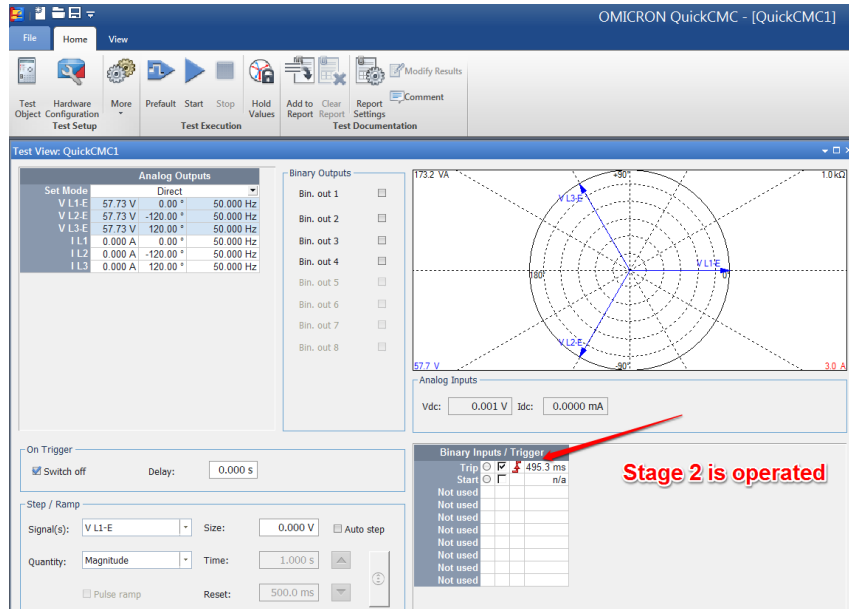 OMICRON QuickCMC - [QuickCMC1]
File Home View
Test Object
Hardware Configuration
More
Test Setup
Prefault
Start
Stop
Hold Values
Test Execution
Add to Report
Clear Report
Report Settings
Modify Results
Comment
Test Documentation
Test View: QuickCMC1
Analog Outputs
Set Mode Direct
V L1-E 57.73 V 0.00 ° 50.000 Hz
V L2-E 57.73 V -120.00 ° 50.000 Hz
V L3-E 57.73 V 120.00 ° 50.000 Hz
I L1 0.000 A 0.00 ° 50.000 Hz
I L2 0.000 A -120.00 ° 50.000 Hz
I L3 0.000 A 120.00 ° 50.000 Hz
Binary Outputs
Bin. out 1
Bin. out 2
Bin. out 3
Bin. out 4
Bin. out 5
Bin. out 6
Bin. out 7
Bin. out 8
173.2 VA +90° 1.0 kΩ
V L3-E
180° V L1-E 0°
V L2-E
57.7 V -90° 3.0 A
Analog Inputs
Vdc: 0.001 V Idc: 0.0000 mA
On Trigger
Switch off Delay: 0.000 s
Step / Ramp
Signal(s): V L1-E Size: 0.000 V Auto step
Quantity: Magnitude Time: 1.000 s
Pulse ramp Reset: 500.0 ms
Binary Inputs / Trigger
Trip 495.3 ms
Start n/a
Not used
Not used
Not used
Not used
Not used
Not used
Not used
Not used
Stage 2 is operated